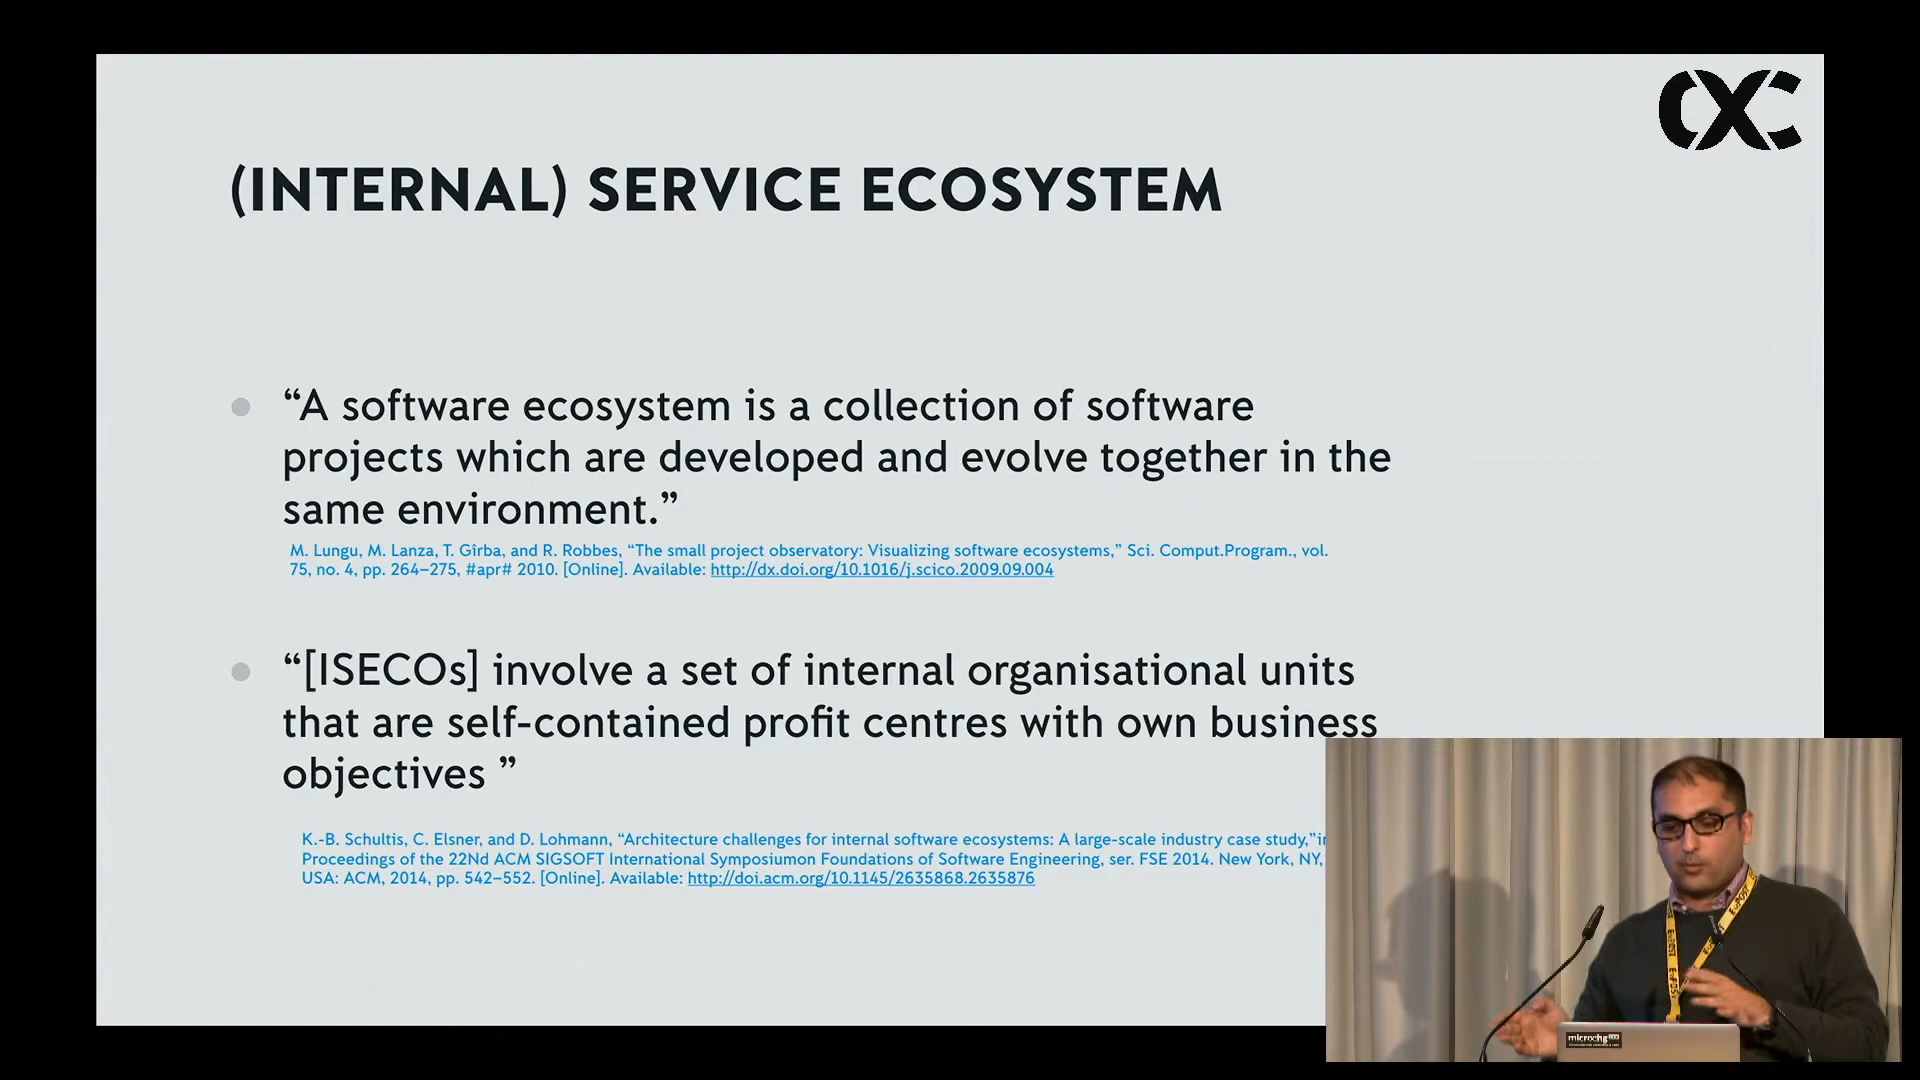 (INTERNAL) SERVICE ECOSYSTEM
“A software ecosystem is a collection of software
projects which are developed and evolve together in the
same environment.”
M. Lungu, M. Lanza, T. Gîrba, and R. Robbes, “The small project observatory: Visualizing software ecosystems,” Sci. Comput.Program., vol.
75, no. 4, pp. 264–275, #apr# 2010. [Online]. Available: http://dx.doi.org/10.1016/j.scico.2009.09.004
“[ISECOs] involve a set of internal organisational units
that are self-contained profit centres with own business
objectives ”
K.-B. Schultis, C. Elsner, and D. Lohmann, “Architecture challenges for internal software ecosystems: A large-scale industry case study,”in
Proceedings of the 22Nd ACM SIGSOFT International Symposiumon Foundations of Software Engineering, ser. FSE 2014. New York, NY,
USA: ACM, 2014, pp. 542–552. [Online]. Available: http://doi.acm.org/10.1145/2635868.2635876
microchg